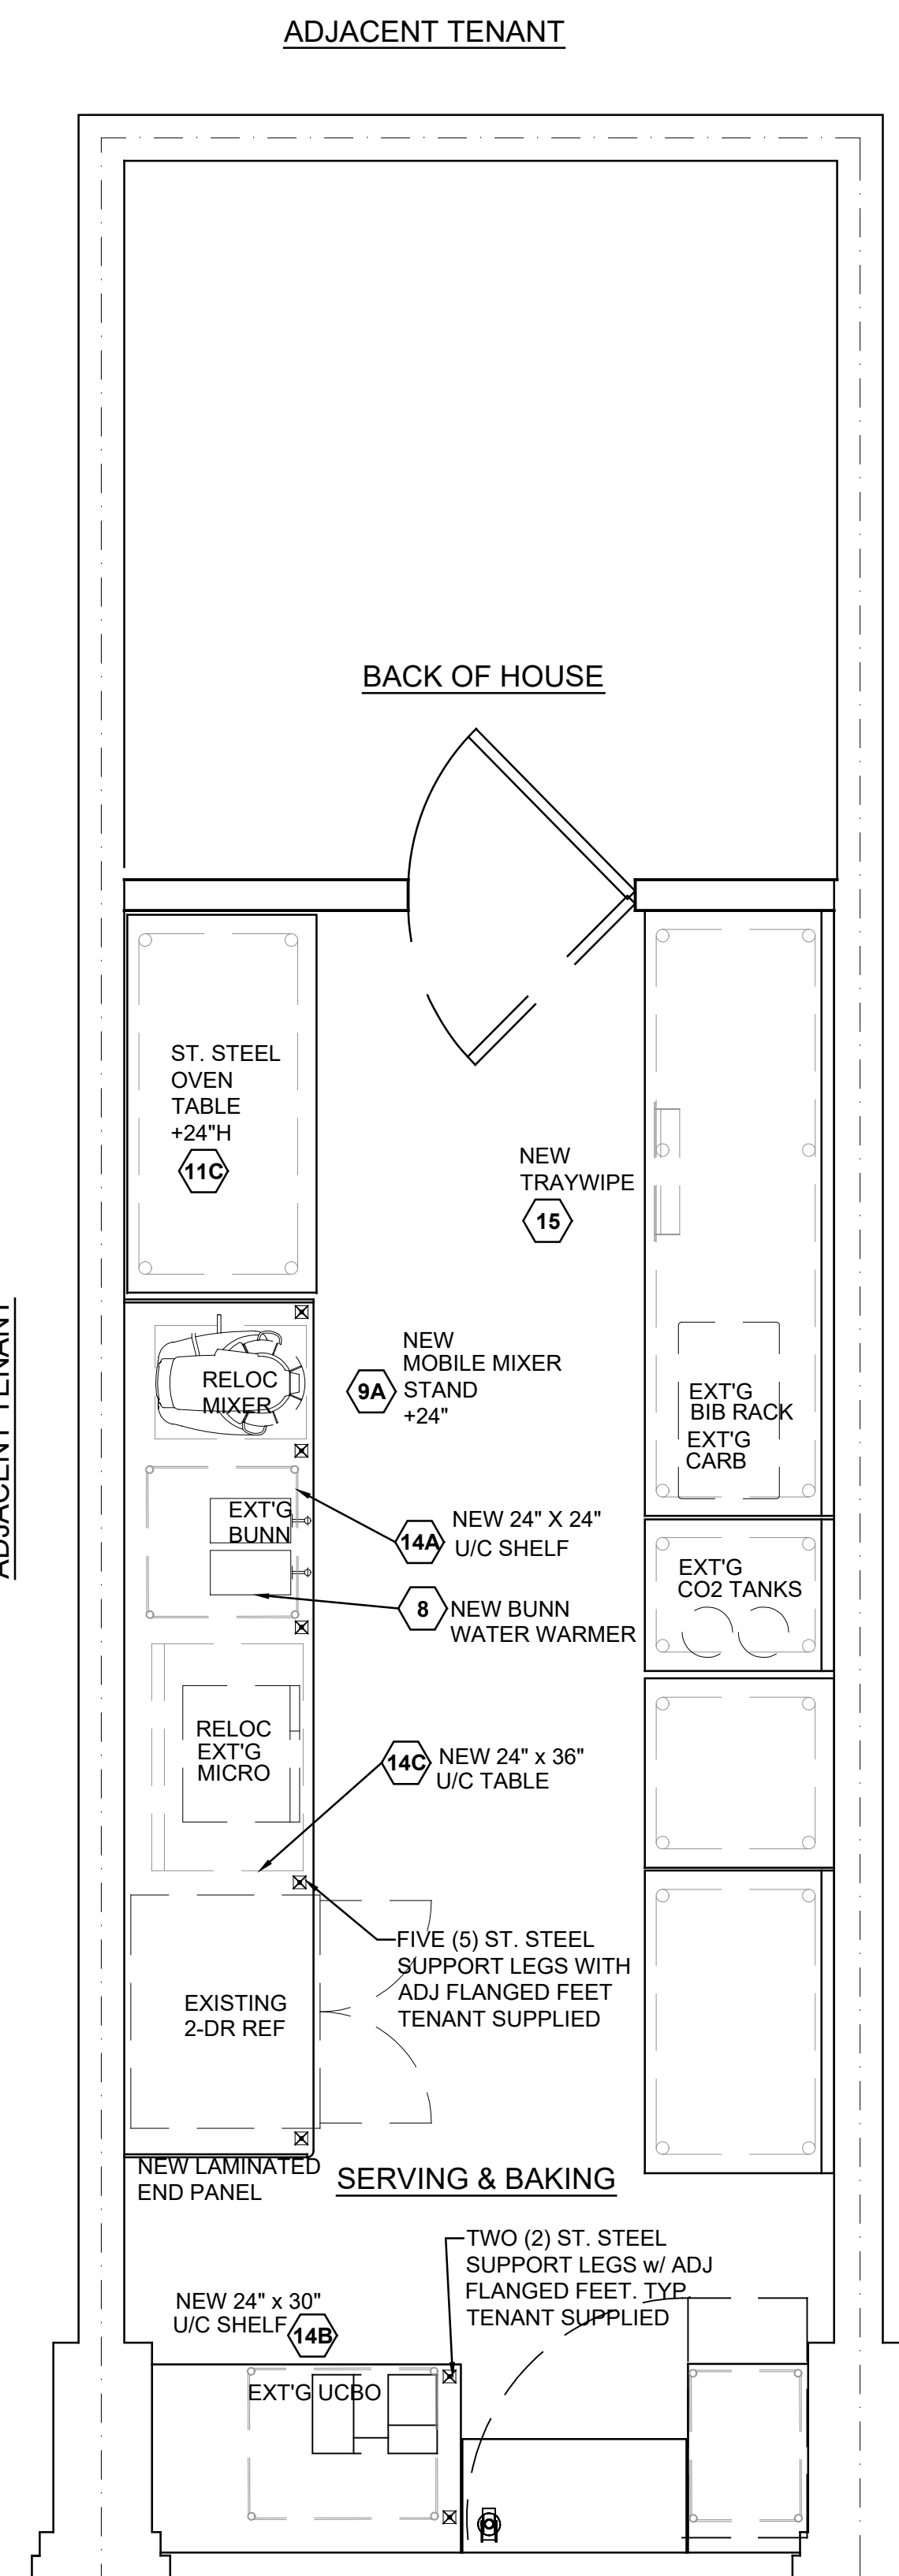 ADJACENT TENANT
BACK OF HOUSE
ST. STEEL
OVEN
TABLE
+24"H
11C
NEW
TRAYWIPE
15
RELOC
MIXER
NEW
MOBILE MIXER
9A STAND
+24"
EXT'G
BIB RACK
EXT'G
CARB
EXT'G
BUNN
14A NEW 24" X 24"
U/C SHELF
8 NEW BUNN
WATER WARMER
EXT'G
CO2 TANKS
ADJACENT TENANT
RELOC
EXT'G
MICRO
14C NEW 24" x 36"
U/C TABLE
FIVE (5) ST. STEEL
SUPPORT LEGS WITH
ADJ FLANGED FEET
TENANT SUPPLIED
EXISTING
2-DR REF
NEW LAMINATED
END PANEL
SERVING & BAKING
TWO (2) ST. STEEL
SUPPORT LEGS w/ ADJ
FLANGED FEET. TYP
TENANT SUPPLIED
NEW 24" x 30"
U/C SHELF 14B
EXT'G UCBO